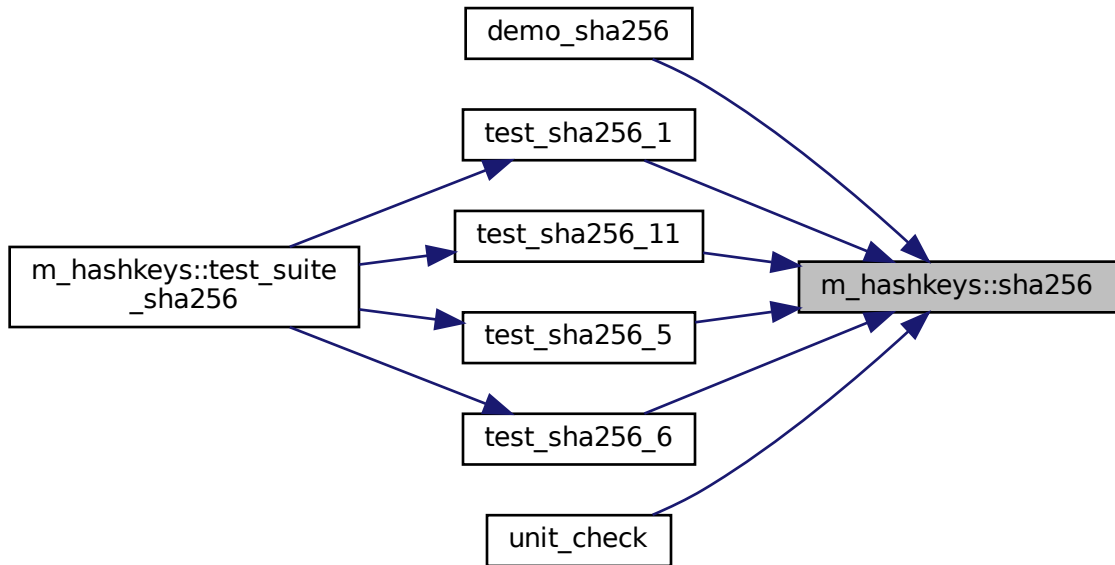 demo_sha256
test_sha256_1
test_sha256_11
m_hashkeys::test_suite
_sha256
m_hashkeys::sha256
test_sha256_5
test_sha256_6
unit_check